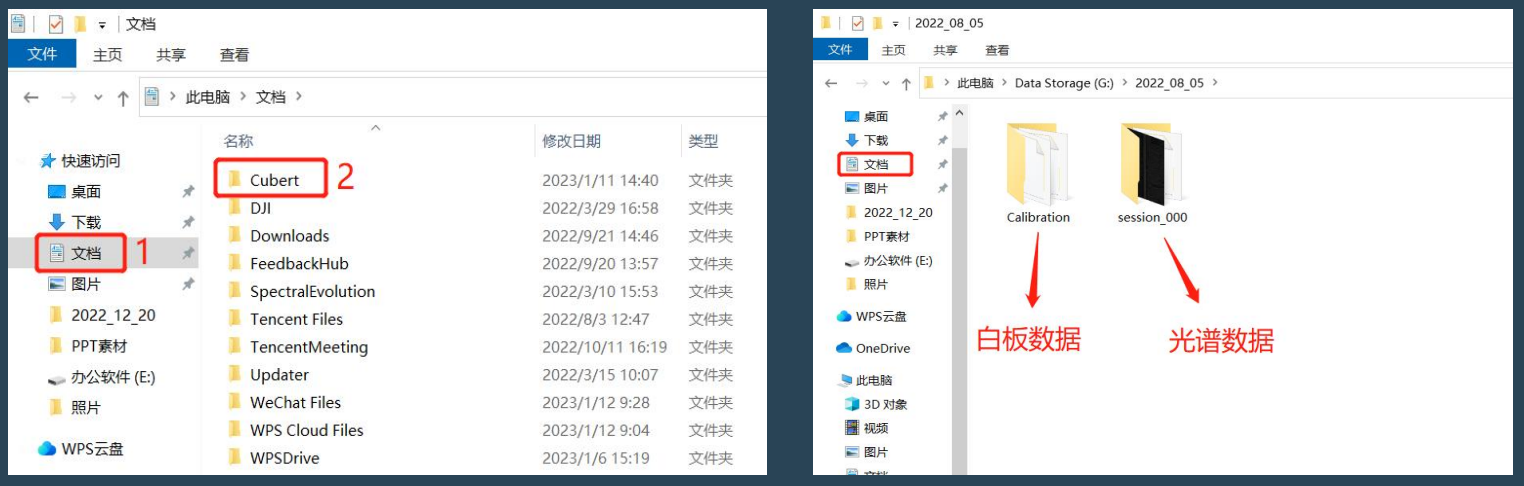 文档
文件 主页 共享 查看
此电脑 > 文档 >
名称 修改日期 类型
快速访问
桌面
下载
文档 1
图片
2022_12_20
PPT素材
办公软件 (E:)
照片
WPS云盘
Cubert 2 2023/1/11 14:40 文件夹
DJI 2022/3/29 16:58 文件夹
Downloads 2022/9/21 14:46 文件夹
FeedbackHub 2022/9/20 13:57 文件夹
SpectralEvolution 2022/3/10 15:53 文件夹
Tencent Files 2022/8/3 12:47 文件夹
TencentMeeting 2022/10/11 16:19 文件夹
Updater 2022/3/15 10:07 文件夹
WeChat Files 2023/1/12 9:28 文件夹
WPS Cloud Files 2023/1/12 9:04 文件夹
WPSDrive 2023/1/6 15:19 文件夹
2022_08_05
文件 主页 共享 查看
此电脑 > Data Storage (G:) > 2022_08_05 >
桌面
下载
文档
图片
2022_12_20
PPT素材
办公软件 (E:)
照片
WPS云盘
OneDrive
此电脑
3D 对象
视频
图片
文档
Calibration session_000
白板数据 光谱数据